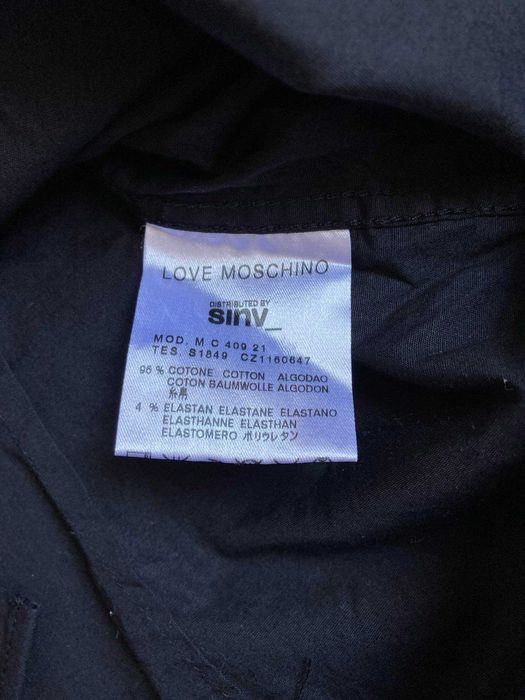 LOVE MOSCHINO
DISTRIBUTED BY
sinv_
MOD. M C 409 21
TES. S1849 CZ1160647
96 % COTONE COTTON ALGODAO
COTON BAUMWOLLE ALGODON
綿
4 % ELASTAN ELASTANE ELASTANO
ELASTHANNE ELASTHAN
ELASTOMERO ポリウレタン